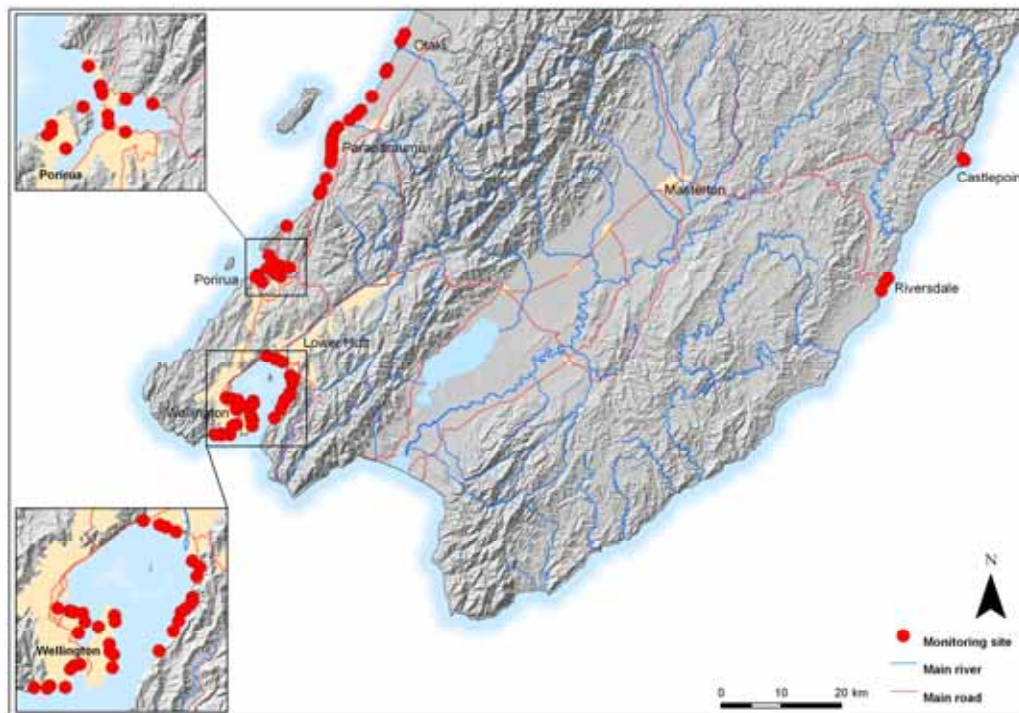 Otaki
Porirua
Paraparaumu
Masterton
Castlepoint
Porirua
Riversdale
Lower Hutt
Wellington
N
Wellington
Monitoring site
Main river
Main road
0 10 20 km